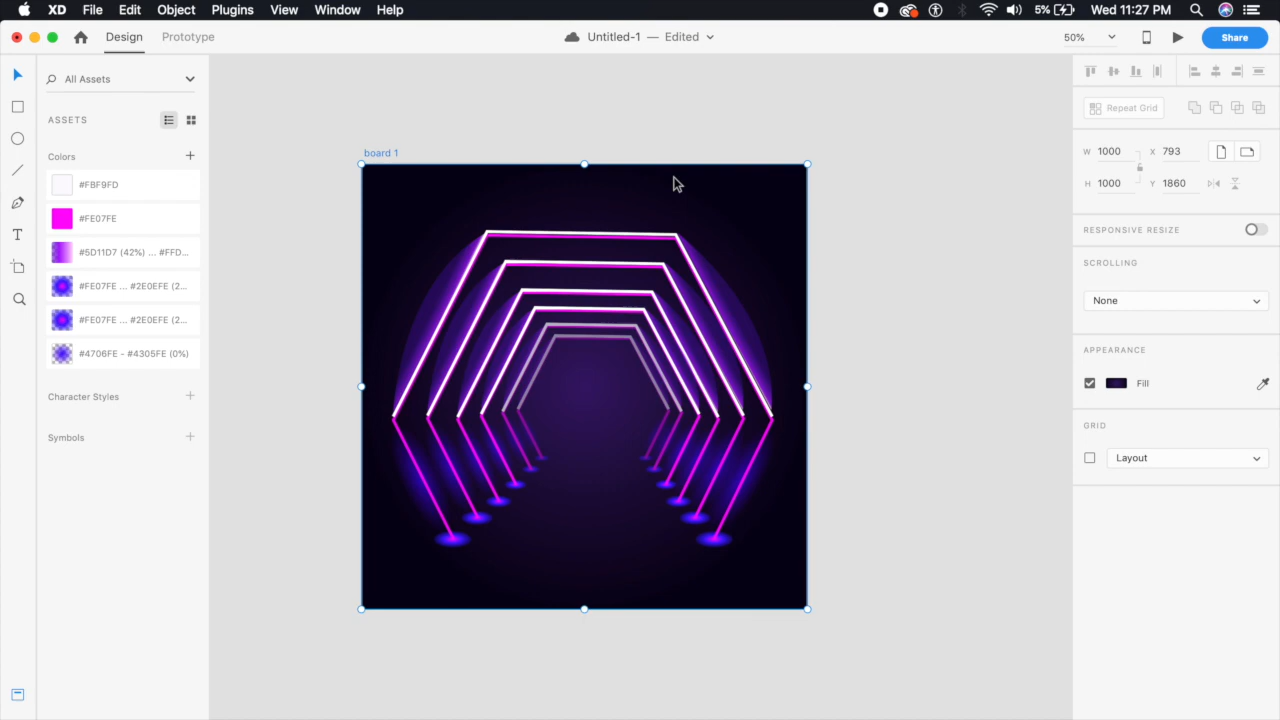 XD File Edit Object Plugins View Window Help 5% Wed 11:27 PM
Design Prototype Untitled-1 — Edited 50% Share
All Assets
ASSETS
Colors +
#FBF9FD
#FE07FE
#5D11D7 (42%) ... #FFD...
#FE07FE ... #2E0EFE (2...
#FE07FE ... #2E0EFE (2...
#4706FE - #4305FE (0%)
Character Styles +
Symbols +
board 1
Repeat Grid
W 1000 X 793
H 1000 Y 1860
RESPONSIVE RESIZE
SCROLLING
None
APPEARANCE
Fill
GRID
Layout